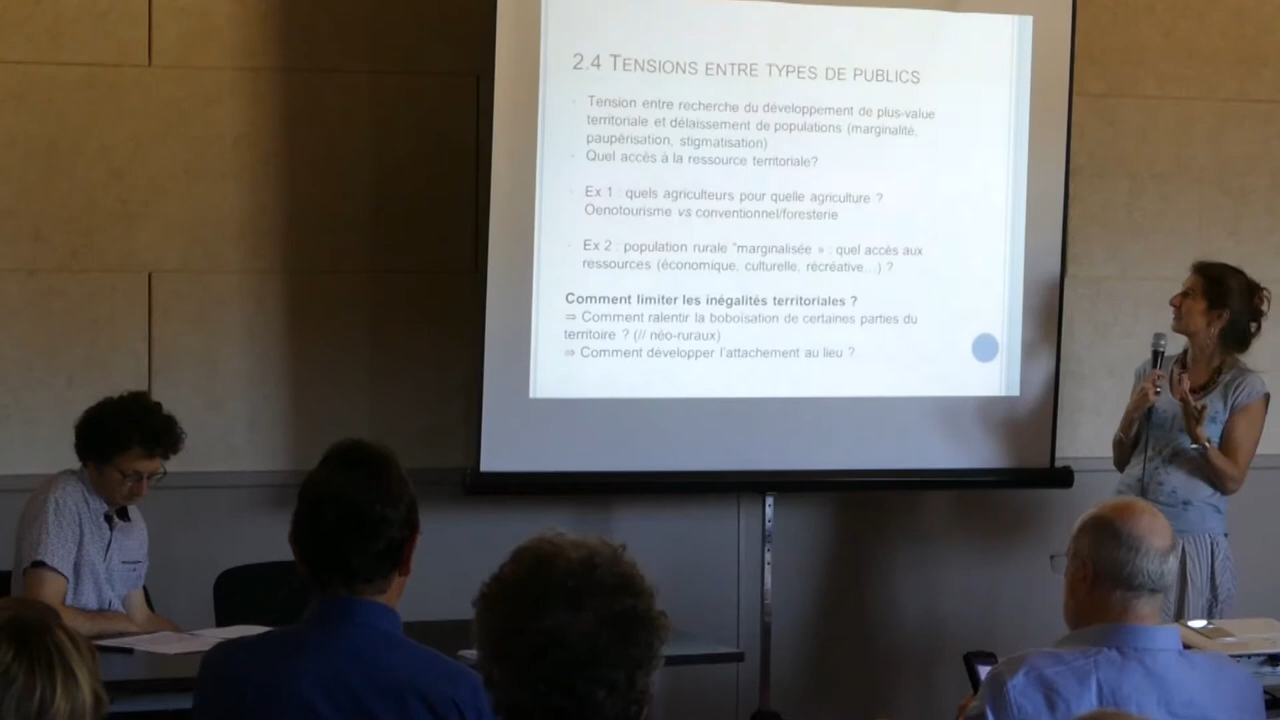 2.4 TENSIONS ENTRE TYPES DE PUBLICS
Tension entre recherche du développement de plus-value
territoriale et délaissement de populations (marginalité,
paupérisation, stigmatisation)
Quel accès à la ressource territoriale?
Ex 1 : quels agriculteurs pour quelle agriculture ?
Oenotourisme vs conventionnel/foresterie
Ex 2 : population rurale "marginalisée » : quel accès aux
ressources (économique, culturelle, récréative...) ?
Comment limiter les inégalités territoriales ?
⇒ Comment ralentir la boboisation de certaines parties du
territoire ? (// néo-ruraux)
⇒ Comment développer l'attachement au lieu ?